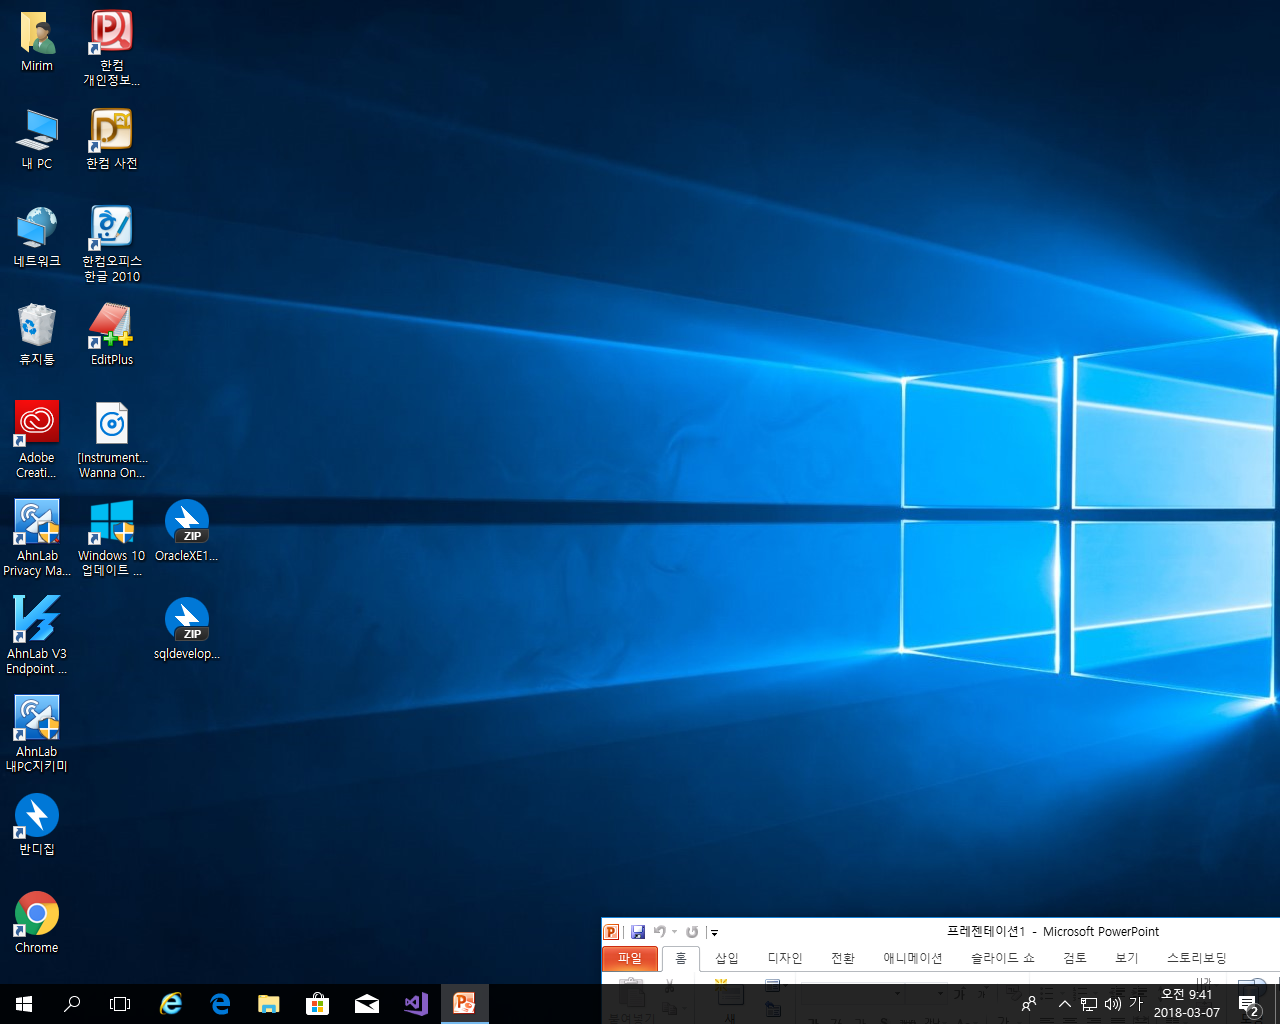 Mirim
한컴
개인정보...
내 PC
한컴 사전
네트워크
한컴오피스
한글 2010
휴지통
EditPlus
Adobe
Creati...
[Instrument...
Wanna On...
AhnLab
Privacy Ma...
Windows 10
업데이트 ...
ZIP
OracleXE1...
AhnLab V3
Endpoint ...
ZIP
sqldevelop...
AhnLab
내PC지키미
반디집
Chrome
프레젠테이션1 - Microsoft PowerPoint
파일 홈 삽입 디자인 전환 애니메이션 슬라이드 쇼 검토 보기 스토리보딩
붙여넣기
새
가
오전 9:41
2018-03-07
2